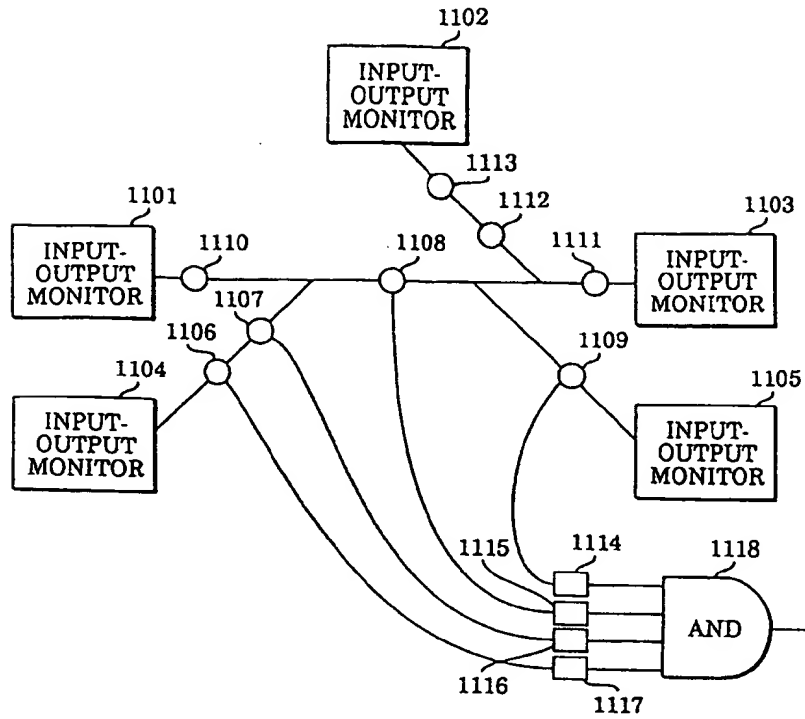 1102
INPUT-
OUTPUT
MONITOR
1113
1112
1101
INPUT-
OUTPUT
MONITOR
1110
1108
1111
1103
INPUT-
OUTPUT
MONITOR
1107
1106
1109
1104
INPUT-
OUTPUT
MONITOR
1105
INPUT-
OUTPUT
MONITOR
1115
1114
1118
AND
1116
1117